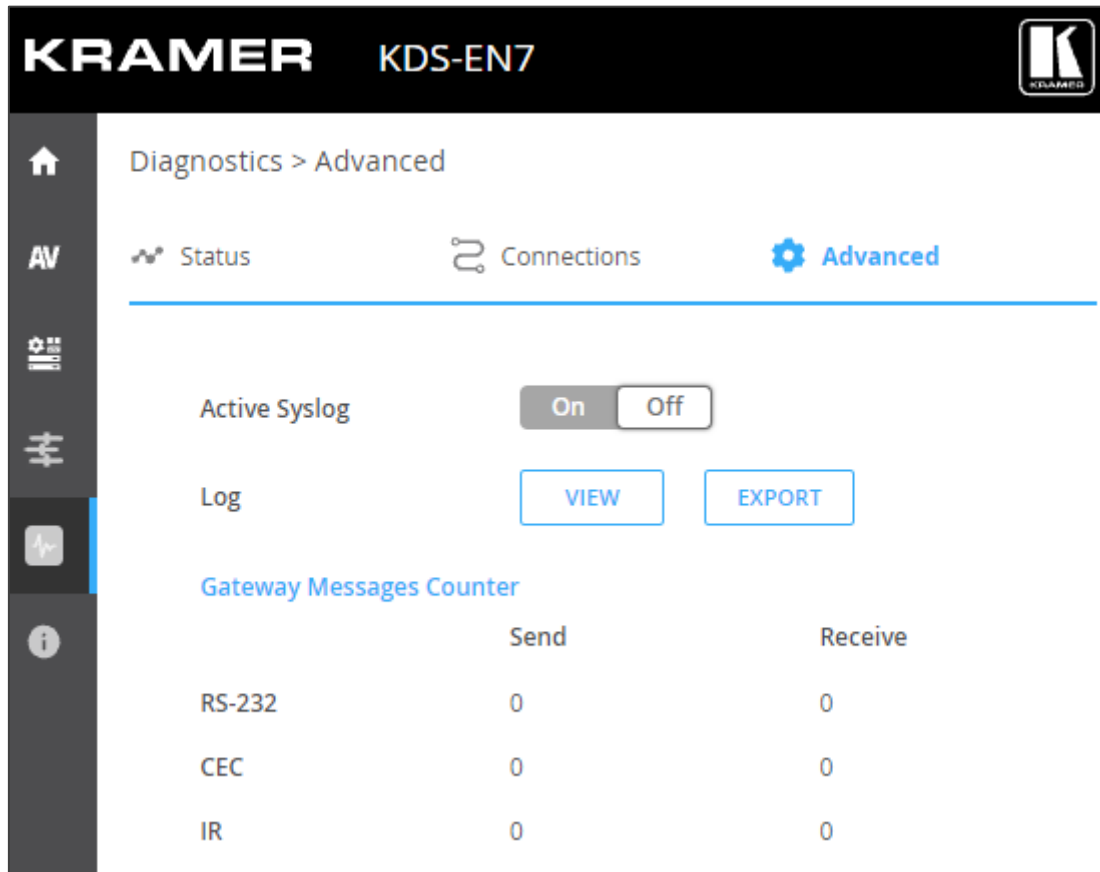 KRAMER KDS-EN7 KRAMER
Diagnostics > Advanced
AV
Status Connections Advanced
Active Syslog On Off
Log VIEW EXPORT
Gateway Messages Counter
Send Receive
RS-232 0 0
CEC 0 0
IR 0 0